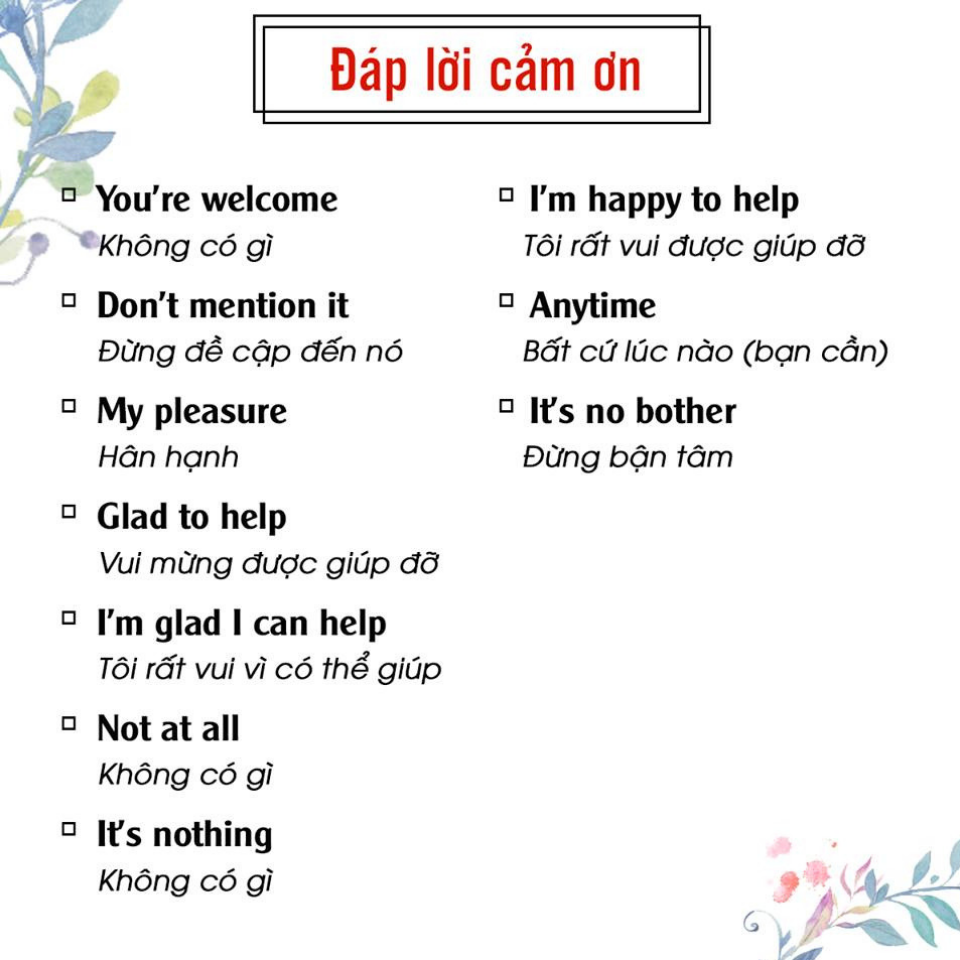 Đáp lời cảm ơn
You're welcome
Không có gì
Don't mention it
Đừng đề cập đến nó
My pleasure
Hân hạnh
Glad to help
Vui mừng được giúp đỡ
I'm glad I can help
Tôi rất vui vì có thể giúp
Not at all
Không có gì
It's nothing
Không có gì
I'm happy to help
Tôi rất vui được giúp đỡ
Anytime
Bất cứ lúc nào (bạn cần)
It's no bother
Đừng bận tâm